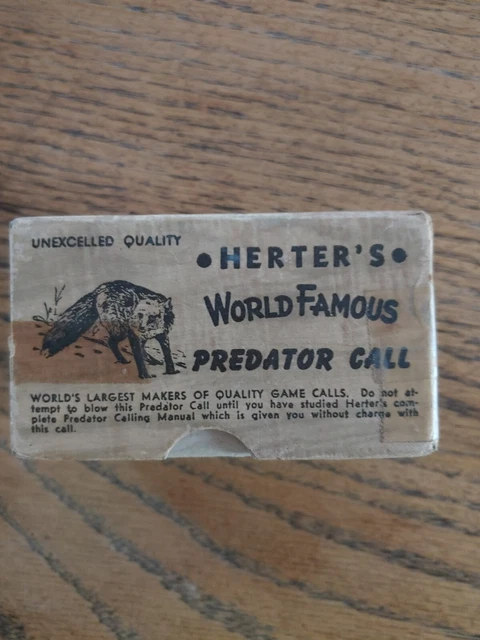 UNEXCELLED QUALITY
•HERTER'S•
WORLD FAMOUS
PREDATOR CALL
WORLD'S LARGEST MAKERS OF QUALITY GAME CALLS. Do not at-
tempt to blow this Predator Call until you have studied Herter's com-
plete Predator Calling Manual which is given you without charge with
this call.